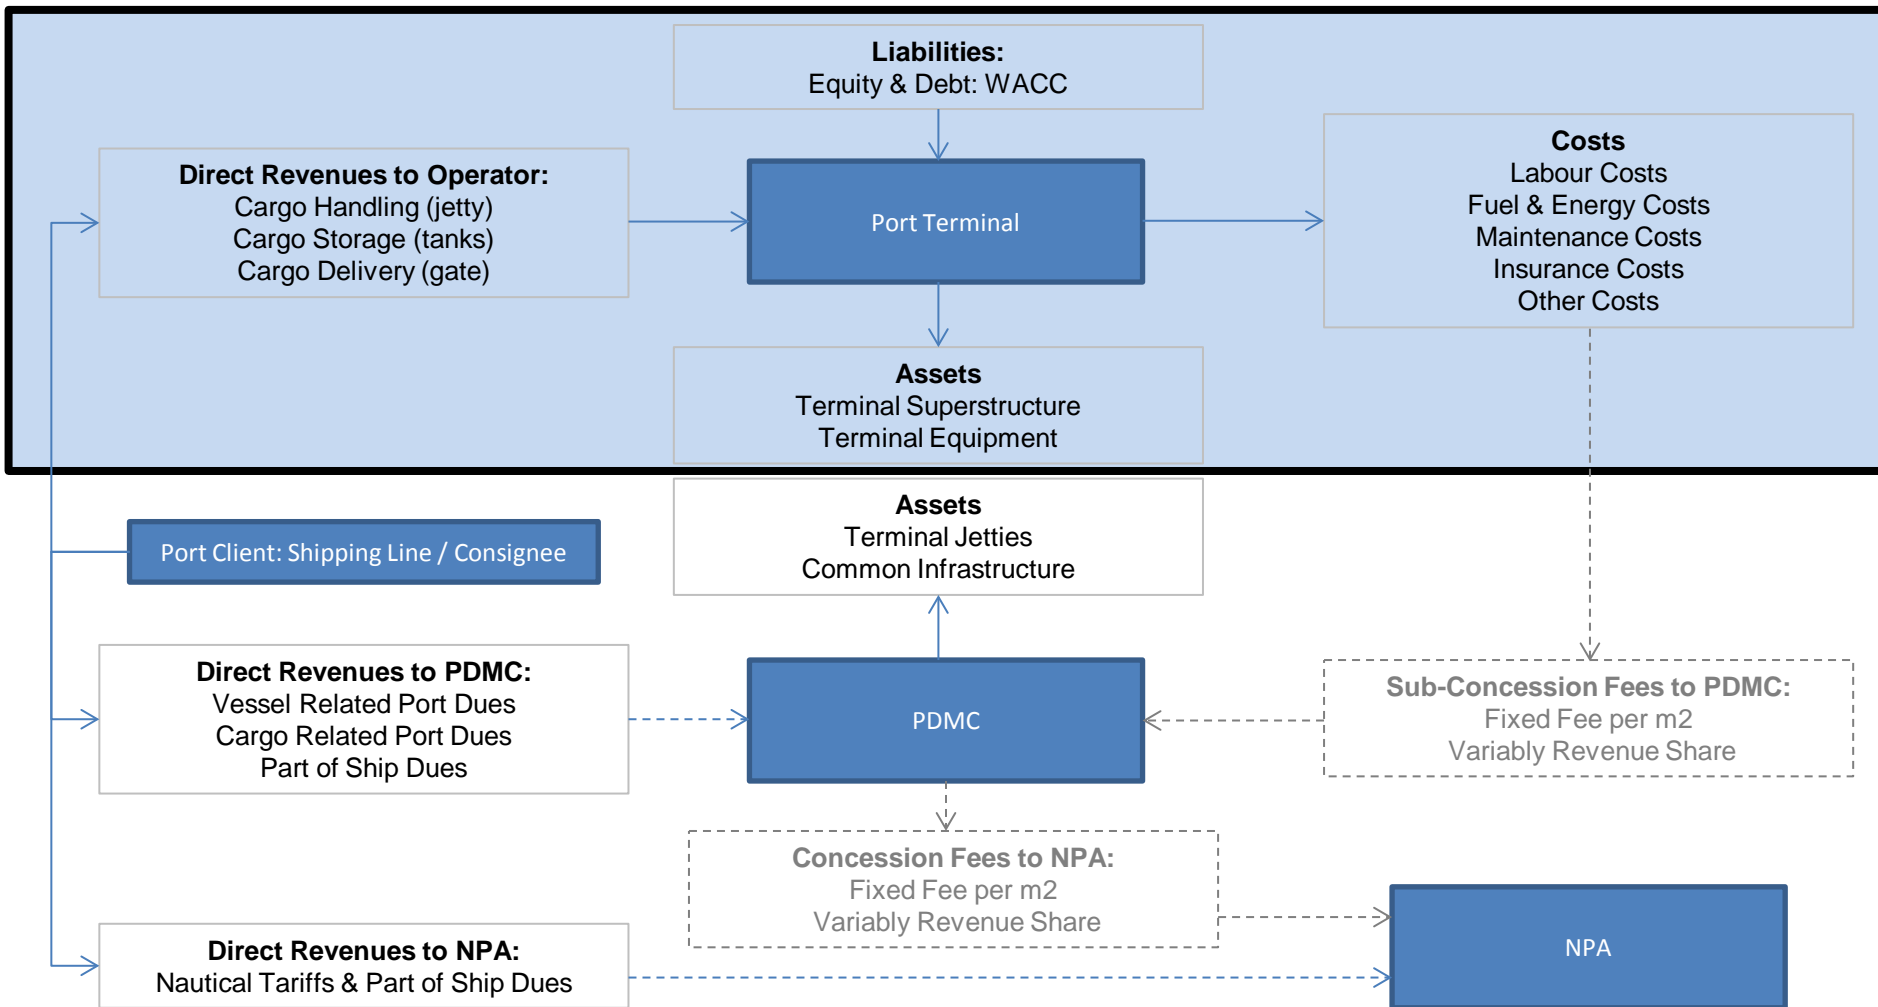 Liabilities:
Equity & Debt: WACC
Direct Revenues to Operator:
Cargo Handling (jetty)
Cargo Storage (tanks)
Cargo Delivery (gate)
Port Terminal
Costs
Labour Costs
Fuel & Energy Costs
Maintenance Costs
Insurance Costs
Other Costs
Assets
Terminal Superstructure
Terminal Equipment
Assets
Terminal Jetties
Common Infrastructure
Port Client: Shipping Line / Consignee
Direct Revenues to PDMC:
Vessel Related Port Dues
Cargo Related Port Dues
Part of Ship Dues
PDMC
Sub-Concession Fees to PDMC:
Fixed Fee per m2
Variably Revenue Share
Concession Fees to NPA:
Fixed Fee per m2
Variably Revenue Share
Direct Revenues to NPA:
Nautical Tariffs & Part of Ship Dues
NPA